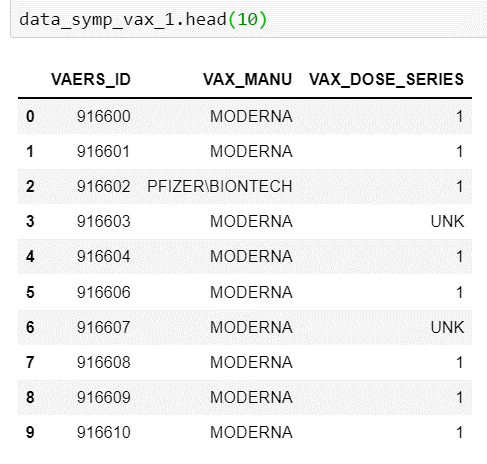 data_symp_vax_1.head(10)
VAERS_ID VAX_MANU VAX_DOSE_SERIES
0 916600 MODERNA 1
1 916601 MODERNA 1
2 916602 PFIZER\BIONTECH 1
3 916603 MODERNA UNK
4 916604 MODERNA 1
5 916606 MODERNA 1
6 916607 MODERNA UNK
7 916608 MODERNA 1
8 916609 MODERNA 1
9 916610 MODERNA 1